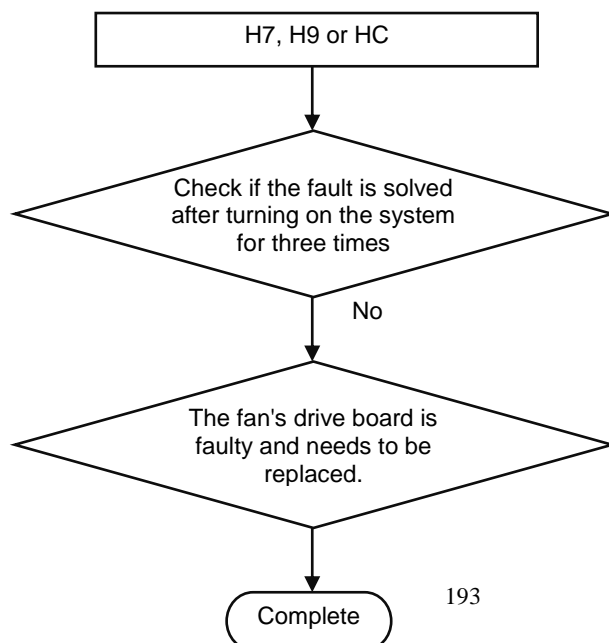 H7, H9 or HC
Check if the fault is solved
after turning on the system
for three times
No
The fan's drive board is
faulty and needs to be
replaced.
Complete
193